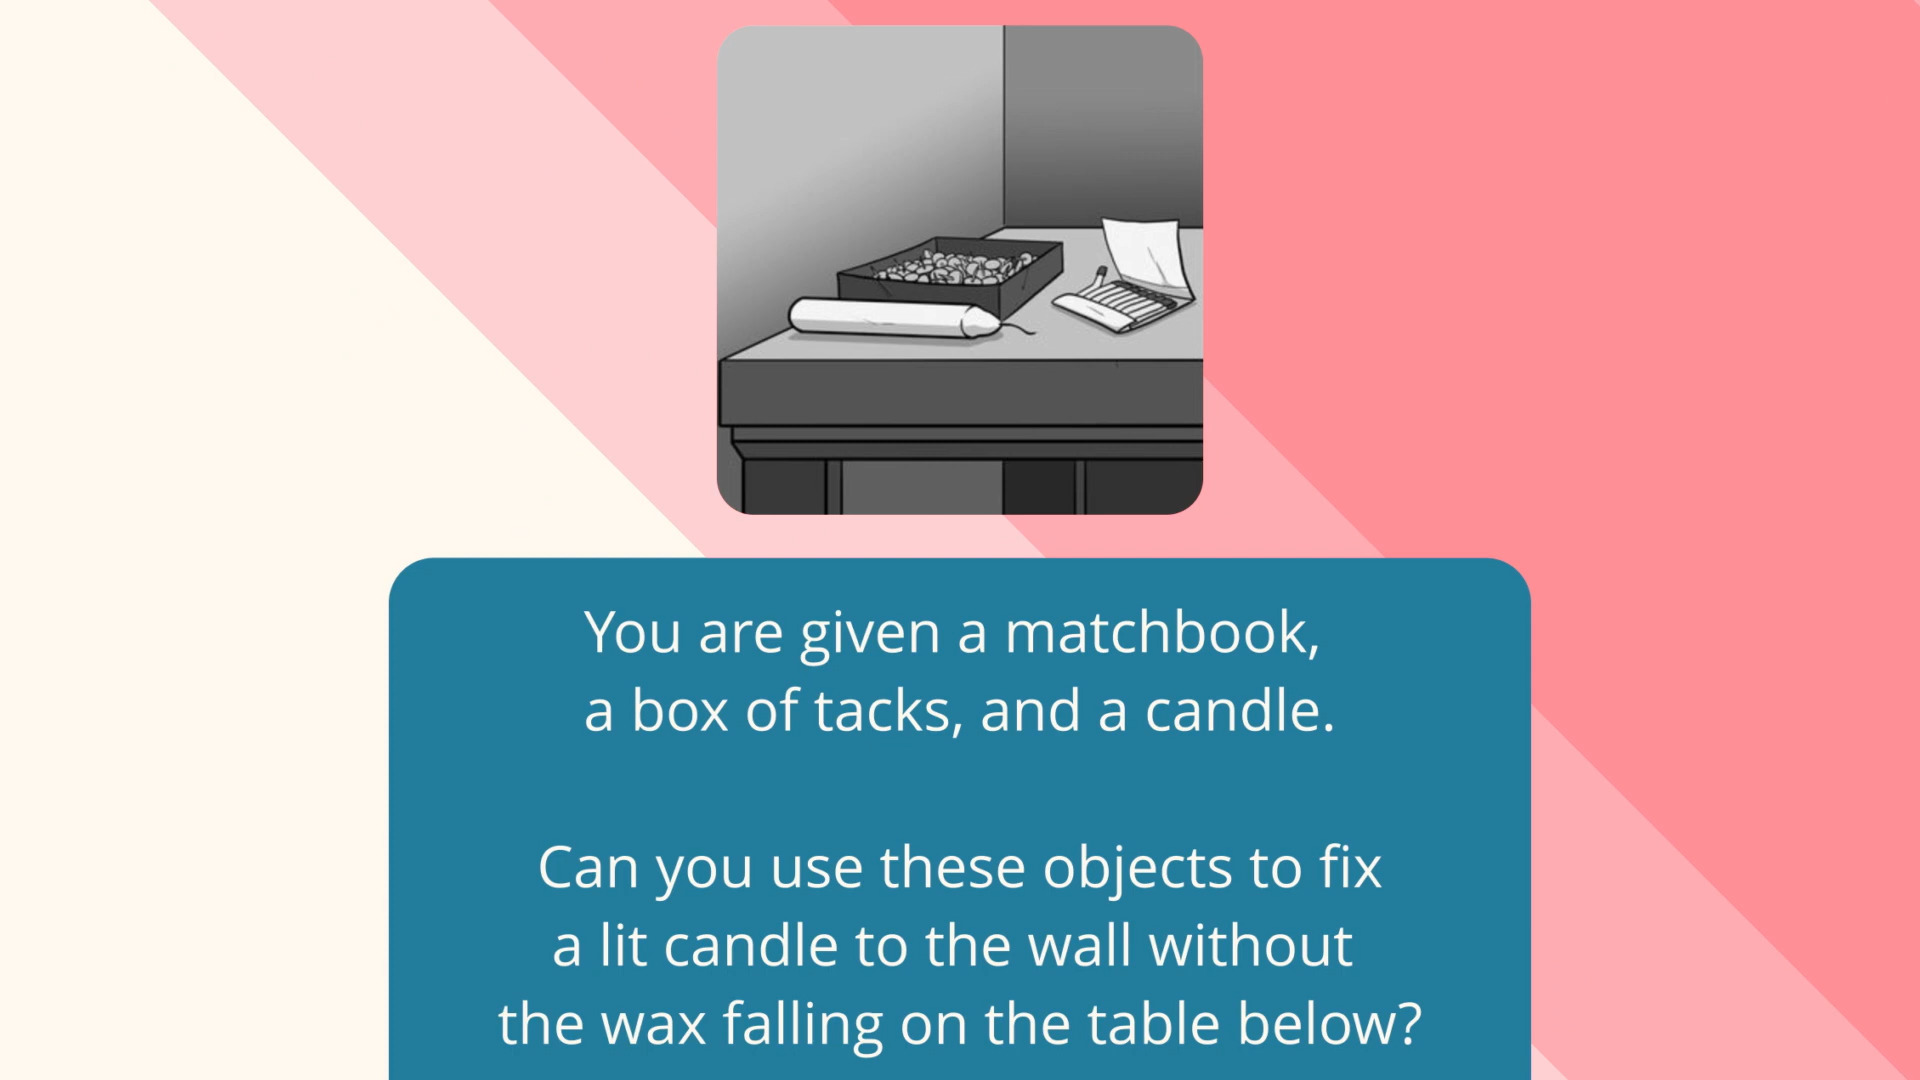 You are given a matchbook,
a box of tacks, and a candle.
Can you use these objects to fix
a lit candle to the wall without
the wax falling on the table below?